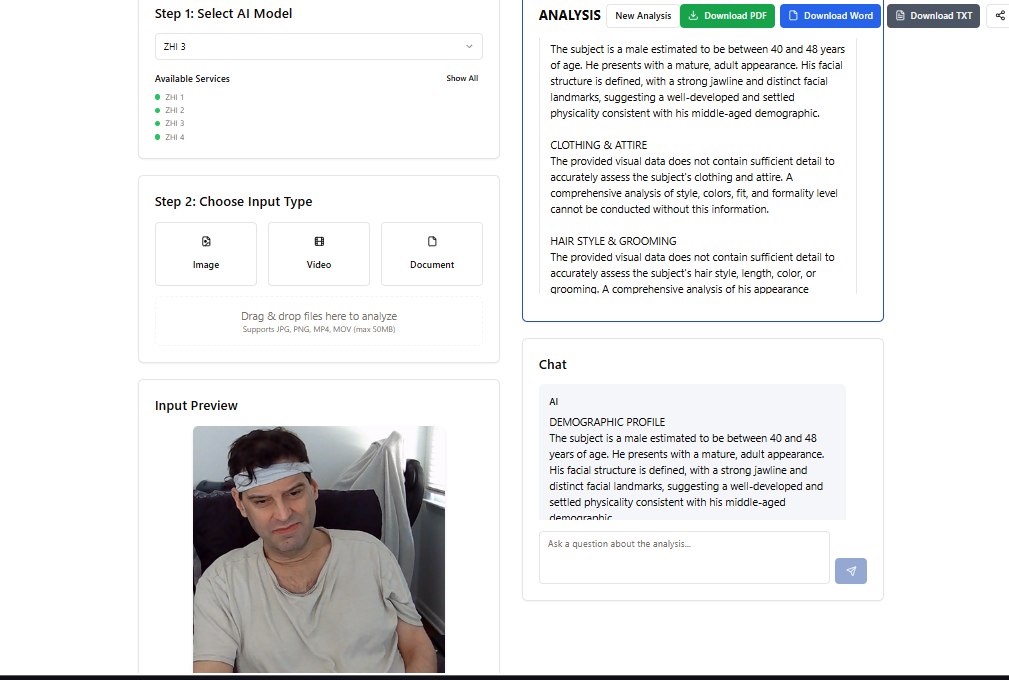 Step 1: Select AI Model
ZHI 3
Available Services
Show All
ZHI 1
ZHI 2
ZHI 3
ZHI 4
Step 2: Choose Input Type
Image
Video
Document
Drag & drop files here to analyze
Supports JPG, PNG, MP4, MOV (max 50MB)
Input Preview
ANALYSIS
New Analysis
Download PDF
Download Word
Download TXT
The subject is a male estimated to be between 40 and 48 years
of age. He presents with a mature, adult appearance. His facial
structure is defined, with a strong jawline and distinct facial
landmarks, suggesting a well-developed and settled
physicality consistent with his middle-aged demographic.
CLOTHING & ATTIRE
The provided visual data does not contain sufficient detail to
accurately assess the subject's clothing and attire. A
comprehensive analysis of style, colors, fit, and formality level
cannot be conducted without this information.
HAIR STYLE & GROOMING
The provided visual data does not contain sufficient detail to
accurately assess the subject's hair style, length, color, or
grooming. A comprehensive analysis of his appearance
Chat
AI
DEMOGRAPHIC PROFILE
The subject is a male estimated to be between 40 and 48
years of age. He presents with a mature, adult appearance.
His facial structure is defined, with a strong jawline and
distinct facial landmarks, suggesting a well-developed and
settled physicality consistent with his middle-aged
demographic.
Ask a question about the analysis...